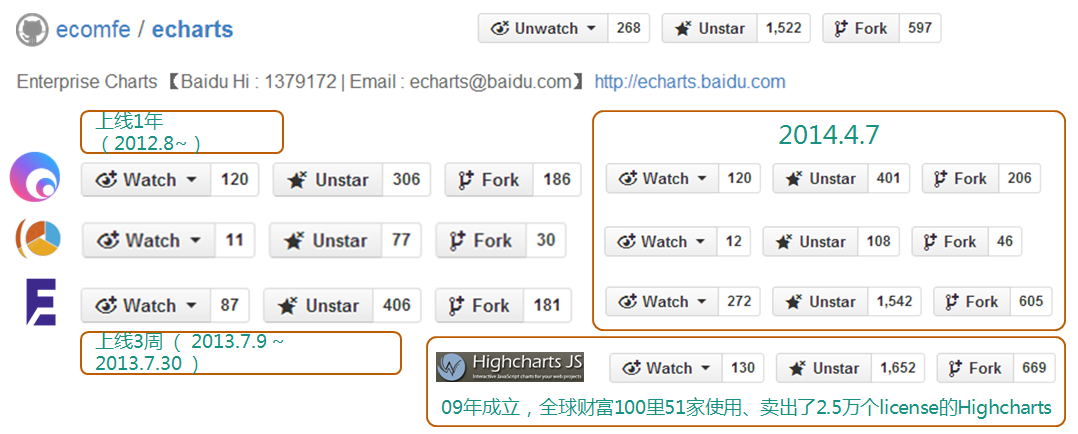 ecomfe / echarts
Unwatch 268 Unstar 1,522 Fork 597
Enterprise Charts 【Baidu Hi : 1379172 | Email : echarts@baidu.com】 http://echarts.baidu.com
上线1年
（2012.8~ ）
2014.4.7
Watch 120 Unstar 306 Fork 186
Watch 120 Unstar 401 Fork 206
Watch 11 Unstar 77 Fork 30
Watch 12 Unstar 108 Fork 46
Watch 87 Unstar 406 Fork 181
Watch 272 Unstar 1,542 Fork 605
上线3周（ 2013.7.9 ~
2013.7.30 ）
Highcharts JS
Interactive JavaScript charts for your web projects
Watch 130 Unstar 1,652 Fork 669
09年成立，全球财富100里51家使用、卖出了2.5万个license的Highcharts